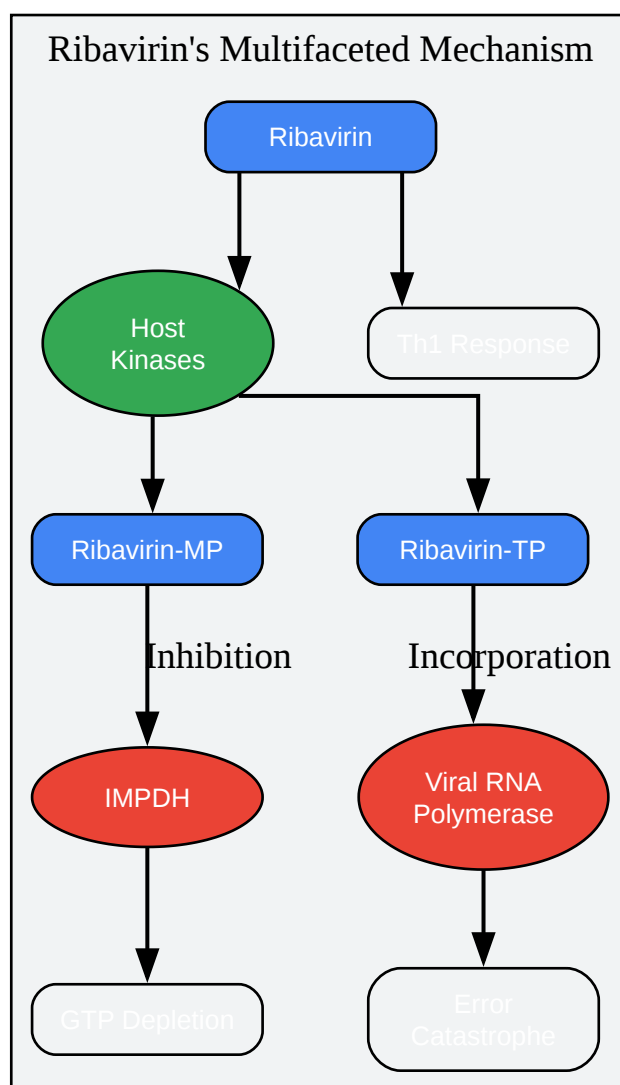 Ribavirin's Multifaceted Mechanism
Ribavirin
Host
Kinases
Th1 Response
Ribavirin-MP
Ribavirin-TP
Inhibition
Incorporation
IMPDH
Viral RNA
Polymerase
GTP Depletion
Error
Catastrophe